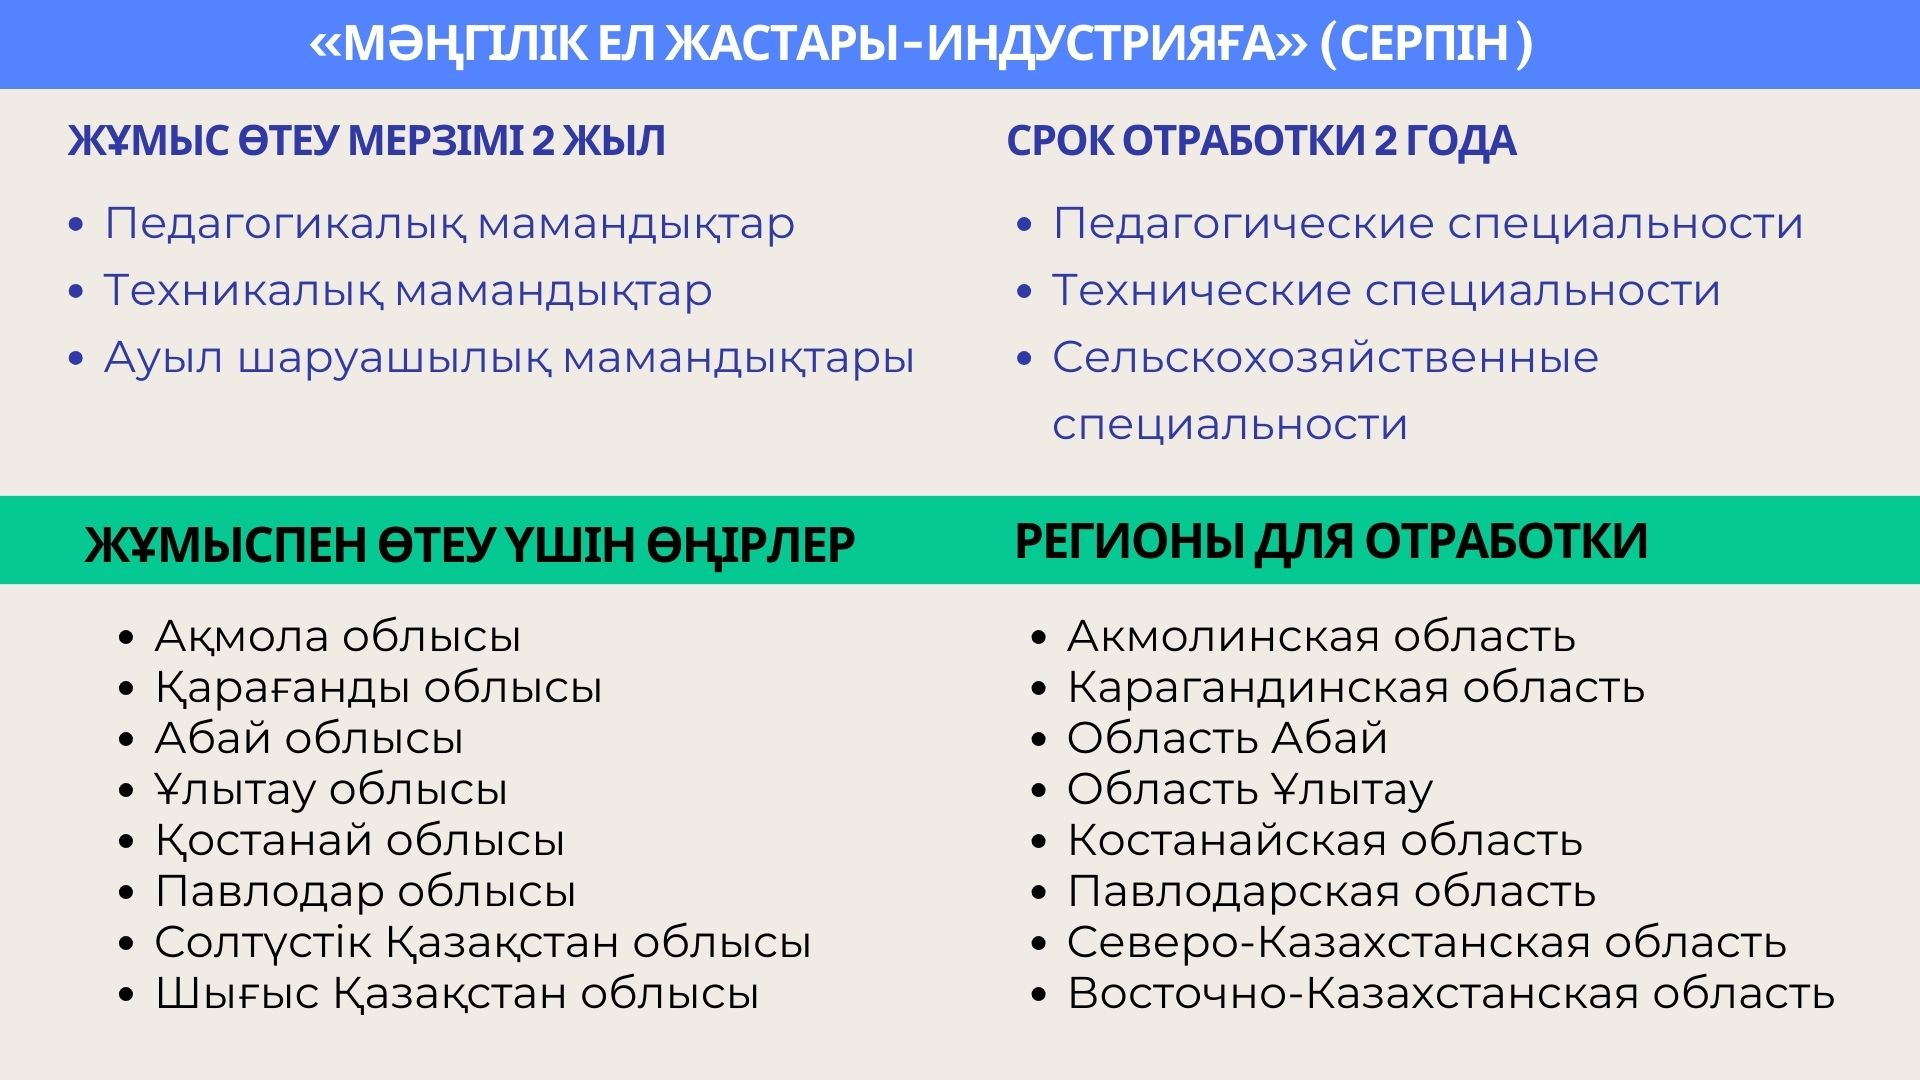 «МӘҢГІЛІК ЕЛ ЖАСТАРЫ-ИНДУСТРИЯҒА» (СЕРПІН)
ЖҰМЫС ӨТЕУ МЕРЗІМІ 2 ЖЫЛ
Педагогикалық мамандықтар
Техникалық мамандықтар
Ауыл шаруашылық мамандықтары
СРОК ОТРАБОТКИ 2 ГОДА
Педагогические специальности
Технические специальности
Сельскохозяйственные
специальности
ЖҰМЫСПЕН ӨТЕУ ҮШІН ӨҢІРЛЕР
Ақмола облысы
Қарағанды облысы
Абай облысы
Ұлытау облысы
Қостанай облысы
Павлодар облысы
Солтүстік Қазақстан облысы
Шығыс Қазақстан облысы
РЕГИОНЫ ДЛЯ ОТРАБОТКИ
Акмолинская область
Карагандинская область
Область Абай
Область Ұлытау
Костанайская область
Павлодарская область
Северо-Казахстанская область
Восточно-Казахстанская область